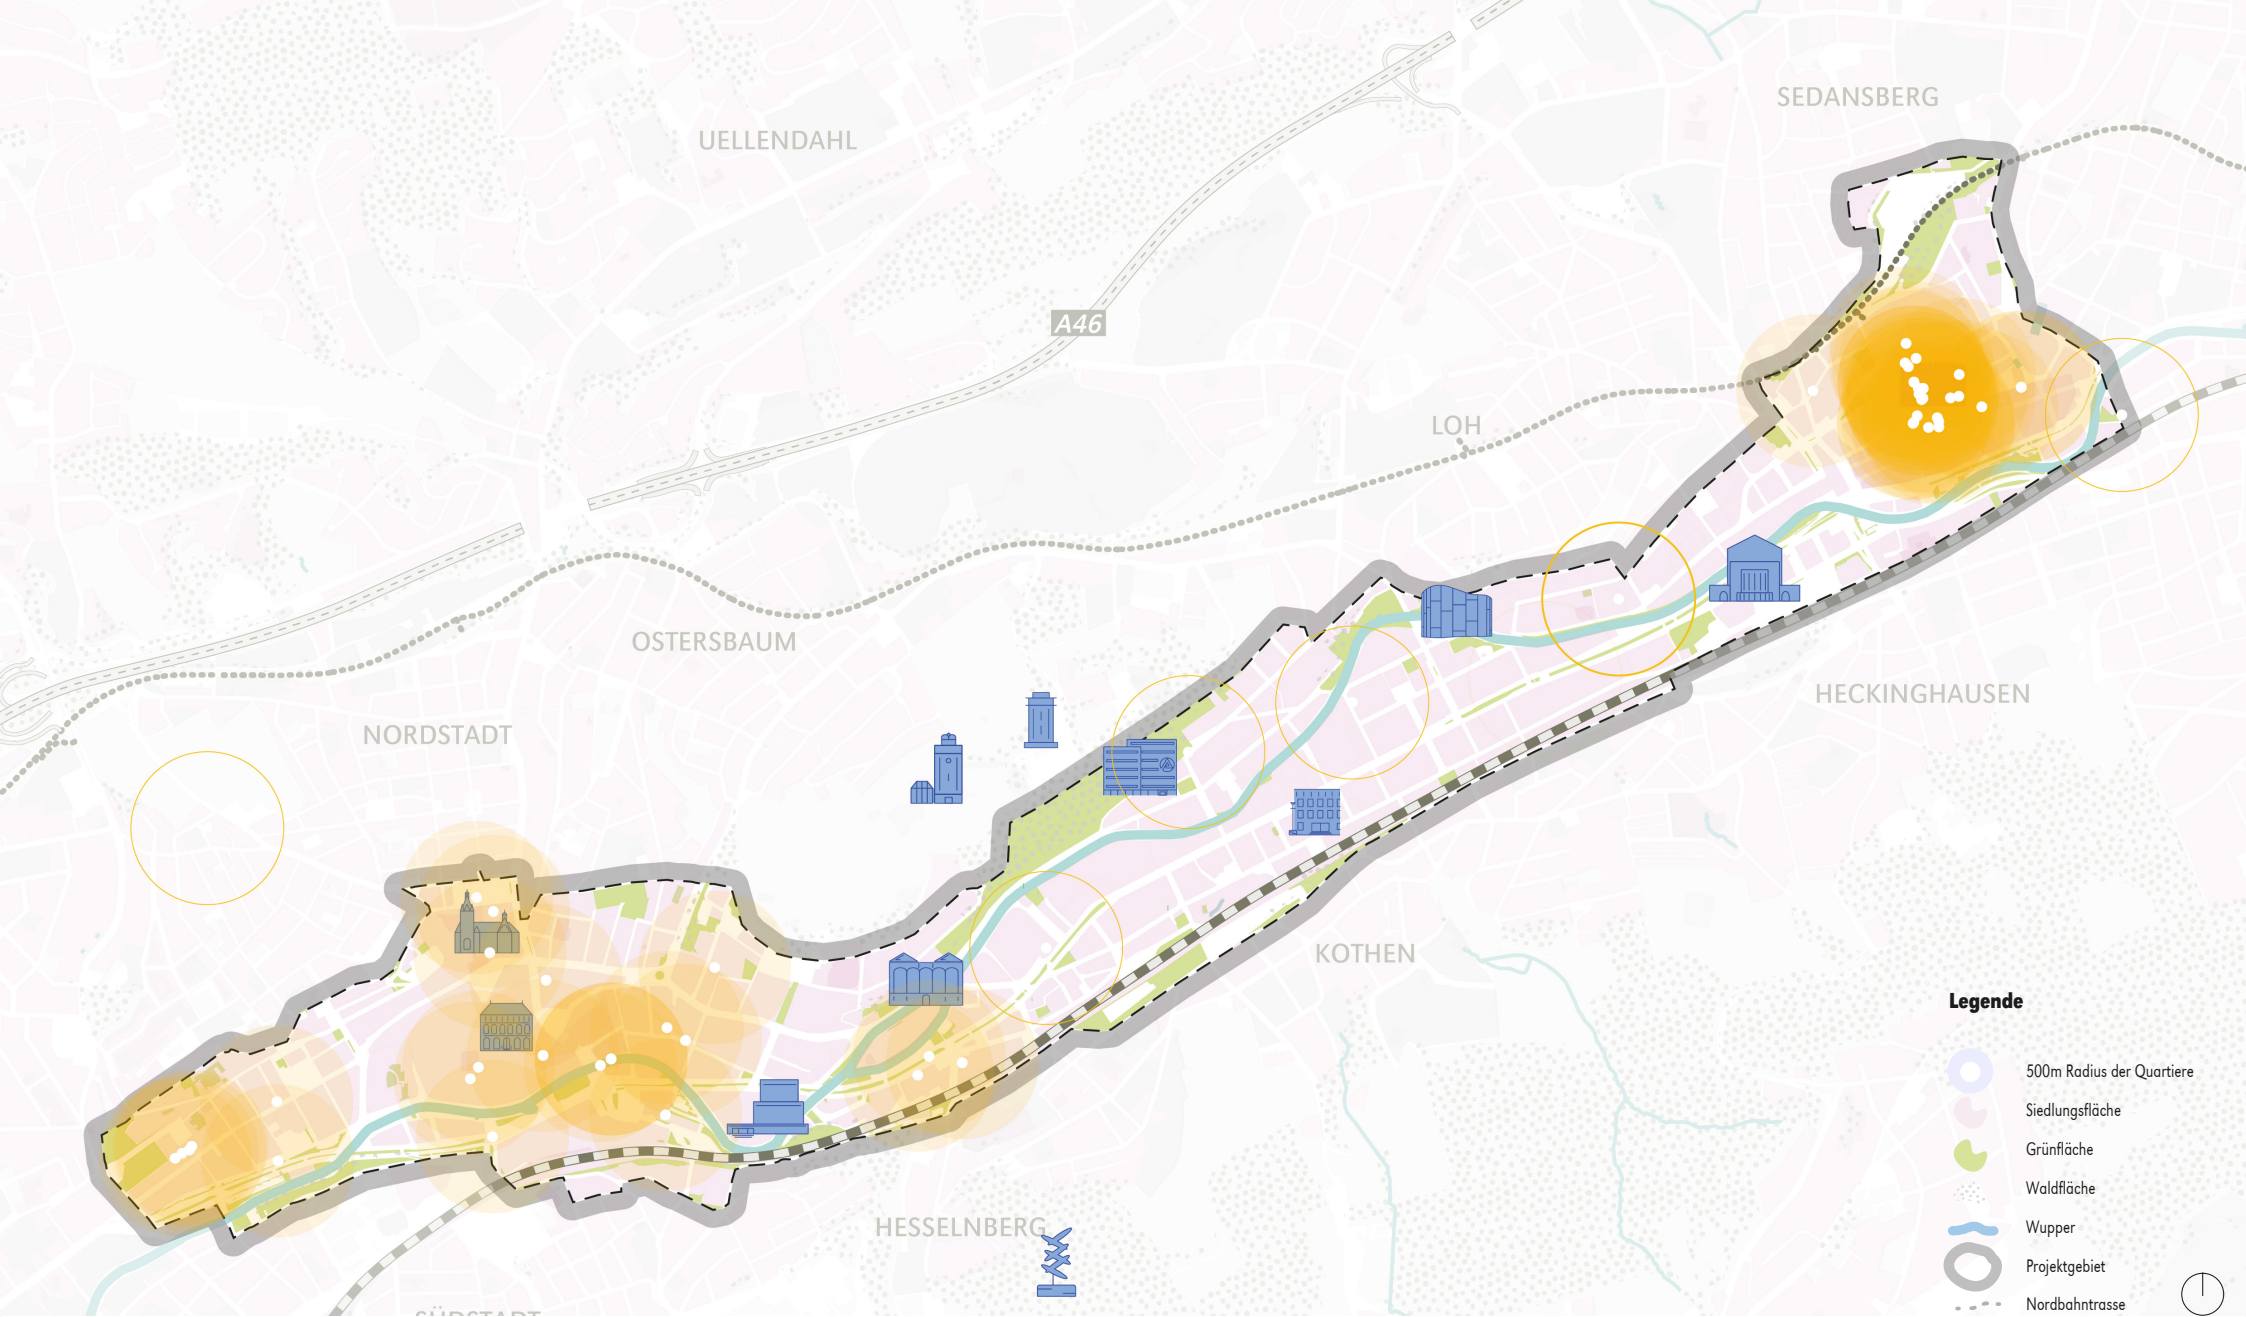 SEDANSBERG
UELLENDAHL
A46
LOH
OSTERSBAUM
HECKINGHAUSEN
NORDSTADT
KOTHEN
HESSELNBERG
SÜDSTADT
Legende
500m Radius der Quartiere
Siedlungsfläche
Grünfläche
Waldfläche
Wupper
Projektgebiet
Nordbahntrasse